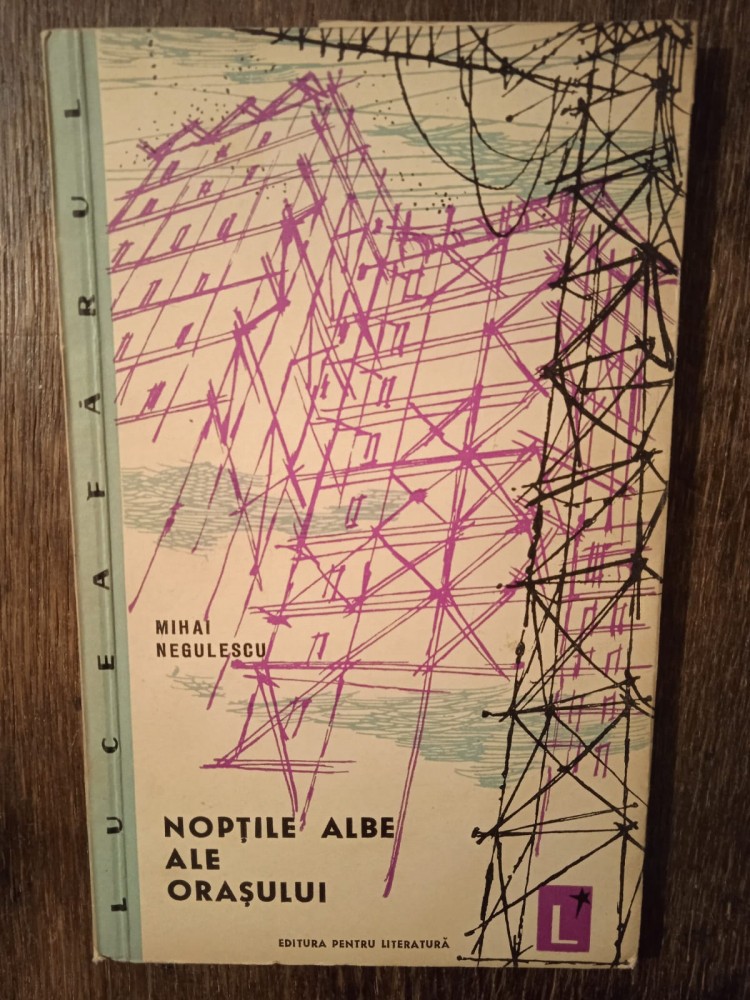 LUCEAFĂRUL
MIHAI
NEGULESCU
NOPȚILE ALBE
ALE
ORAȘULUI
EDITURA PENTRU LITERATURĂ
L